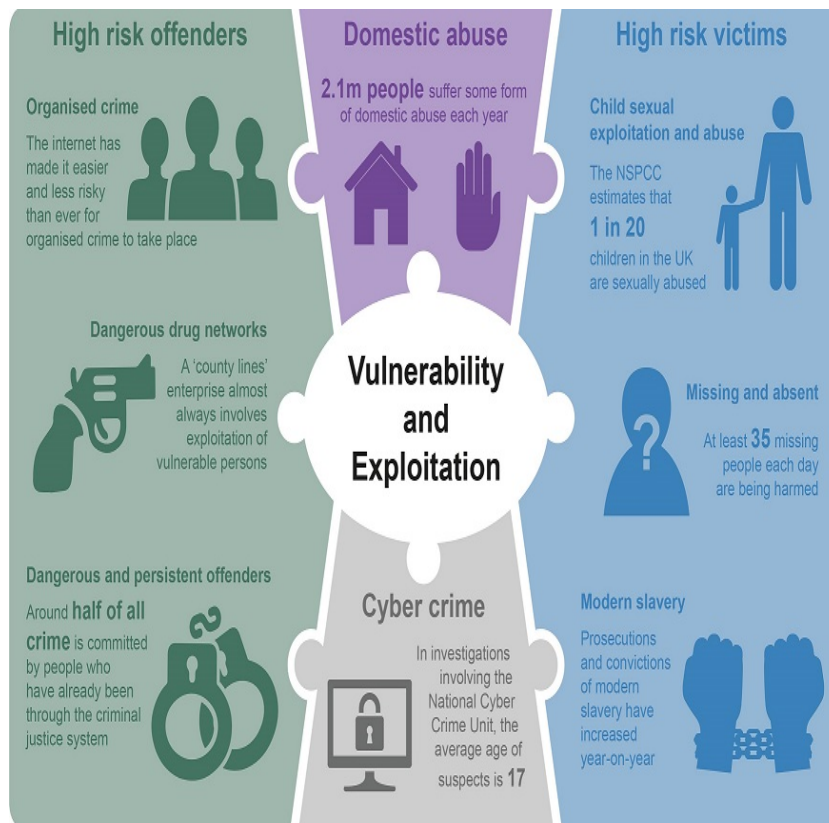 High risk offenders
Organised crime
The internet has
made it easier
and less risky
than ever for
organised crime to take place
Dangerous drug networks
A ‘county lines’
enterprise almost
always involves
exploitation of
vulnerable persons
Dangerous and persistent offenders
Around half of all
crime is committed
by people who
have already been
through the criminal
justice system
Domestic abuse
2.1m people suffer some form
of domestic abuse each year
Vulnerability
and
Exploitation
Cyber crime
In investigations
involving the
National Cyber
Crime Unit, the
average age of
suspects is 17
High risk victims
Child sexual
exploitation and abuse
The NSPCC
estimates that
1 in 20
children in the UK
are sexually abused
?
Missing and absent
At least 35 missing
people each day
are being harmed
Modern slavery
Prosecutions
and convictions
of modern
slavery have
increased
year-on-year